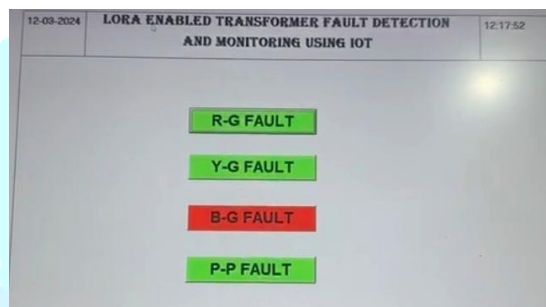 12-03-2024
LORA ENABLED TRANSFORMER FAULT DETECTION
AND MONITORING USING IOT
12:17:52
R-G FAULT
Y-G FAULT
B-G FAULT
P-P FAULT